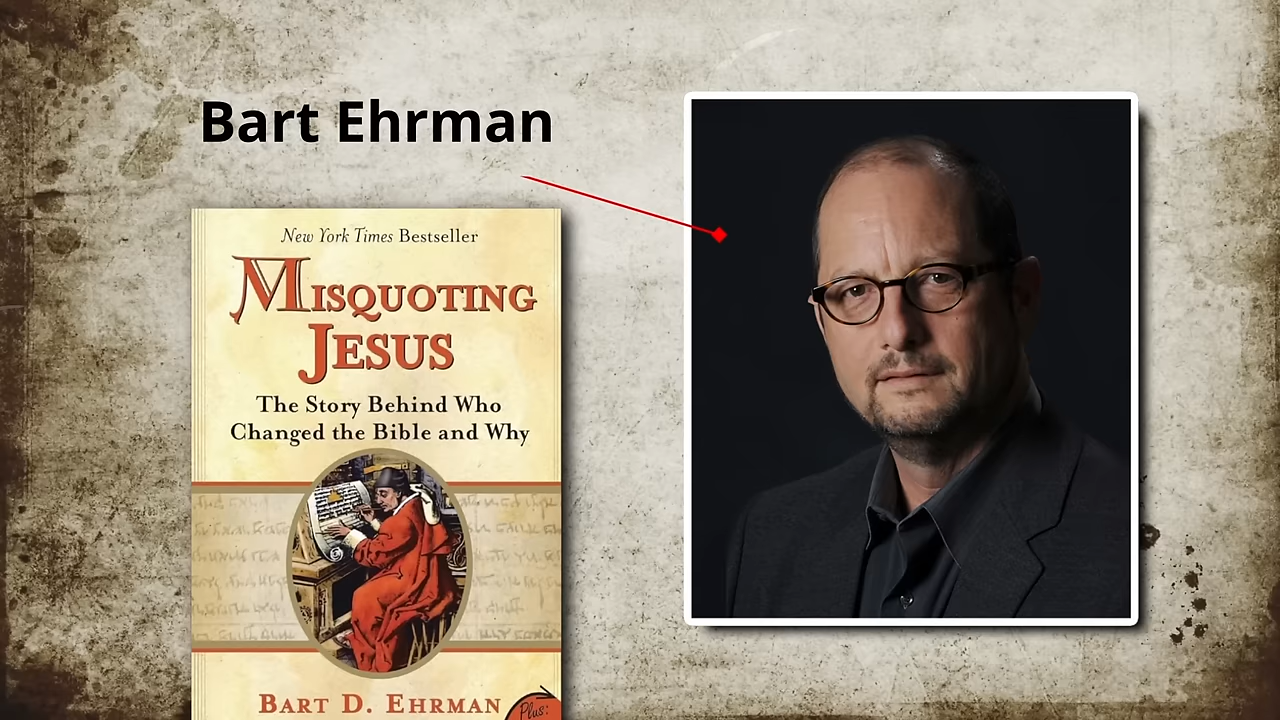 Bart Ehrman
New York Times Bestseller
MISQUOTING
JESUS
The Story Behind Who
Changed the Bible and Why
BART D. EHRMAN
Plus: